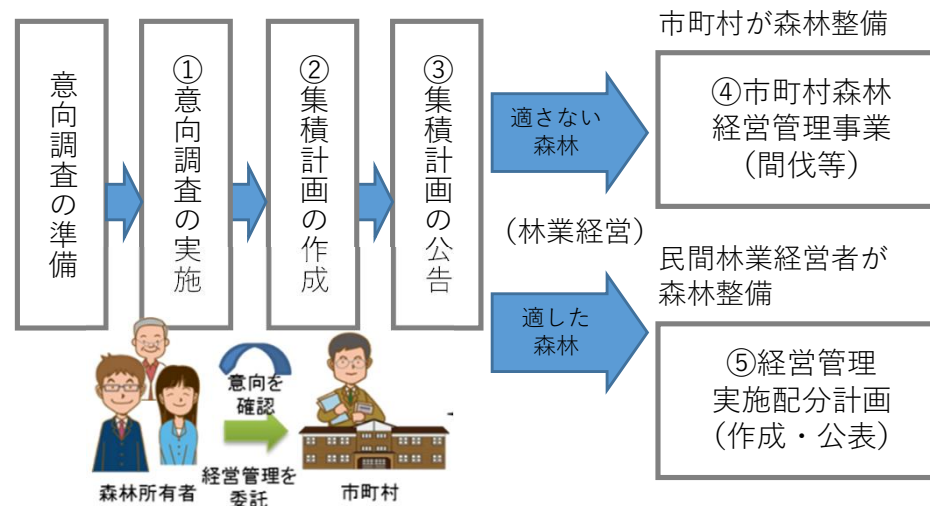 意向調査の準備
①意向調査の実施
②集積計画の作成
③集積計画の公告
適さない
森林
(林業経営)
適した
森林
市町村が森林整備
④市町村森林
経営管理事業
(間伐等)
民間林業経営者が
森林整備
⑤経営管理
実施配分計画
(作成・公表)
意向を
確認
経営管理を
委託
森林所有者
市町村